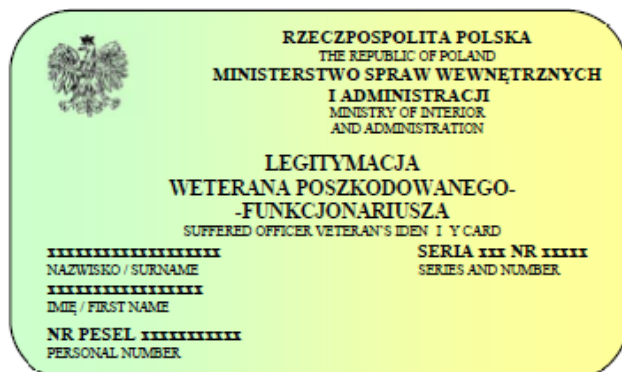 RZECZPOSPOLITA POLSKA
THE REPUBLIC OF POLAND
MINISTERSTWO SPRAW WEWNĘTRZNYCH
I ADMINISTRACJI
MINISTRY OF INTERIOR
AND ADMINISTRATION
LEGITYMACJA
WETERANA POSZKODOWANEGO-
-FUNKCJONARIUSZA
SUFFERED OFFICER VETERAN'S IDEN I Y CARD
xxxxxxxxxxxxxxxxxx SERIA xxx NR xxxxx
NAZWISKO / SURNAME SERIES AND NUMBER
xxxxxxxxxxxxxxxx
IMIĘ / FIRST NAME
NR PESEL xxxxxxxxxxx
PERSONAL NUMBER